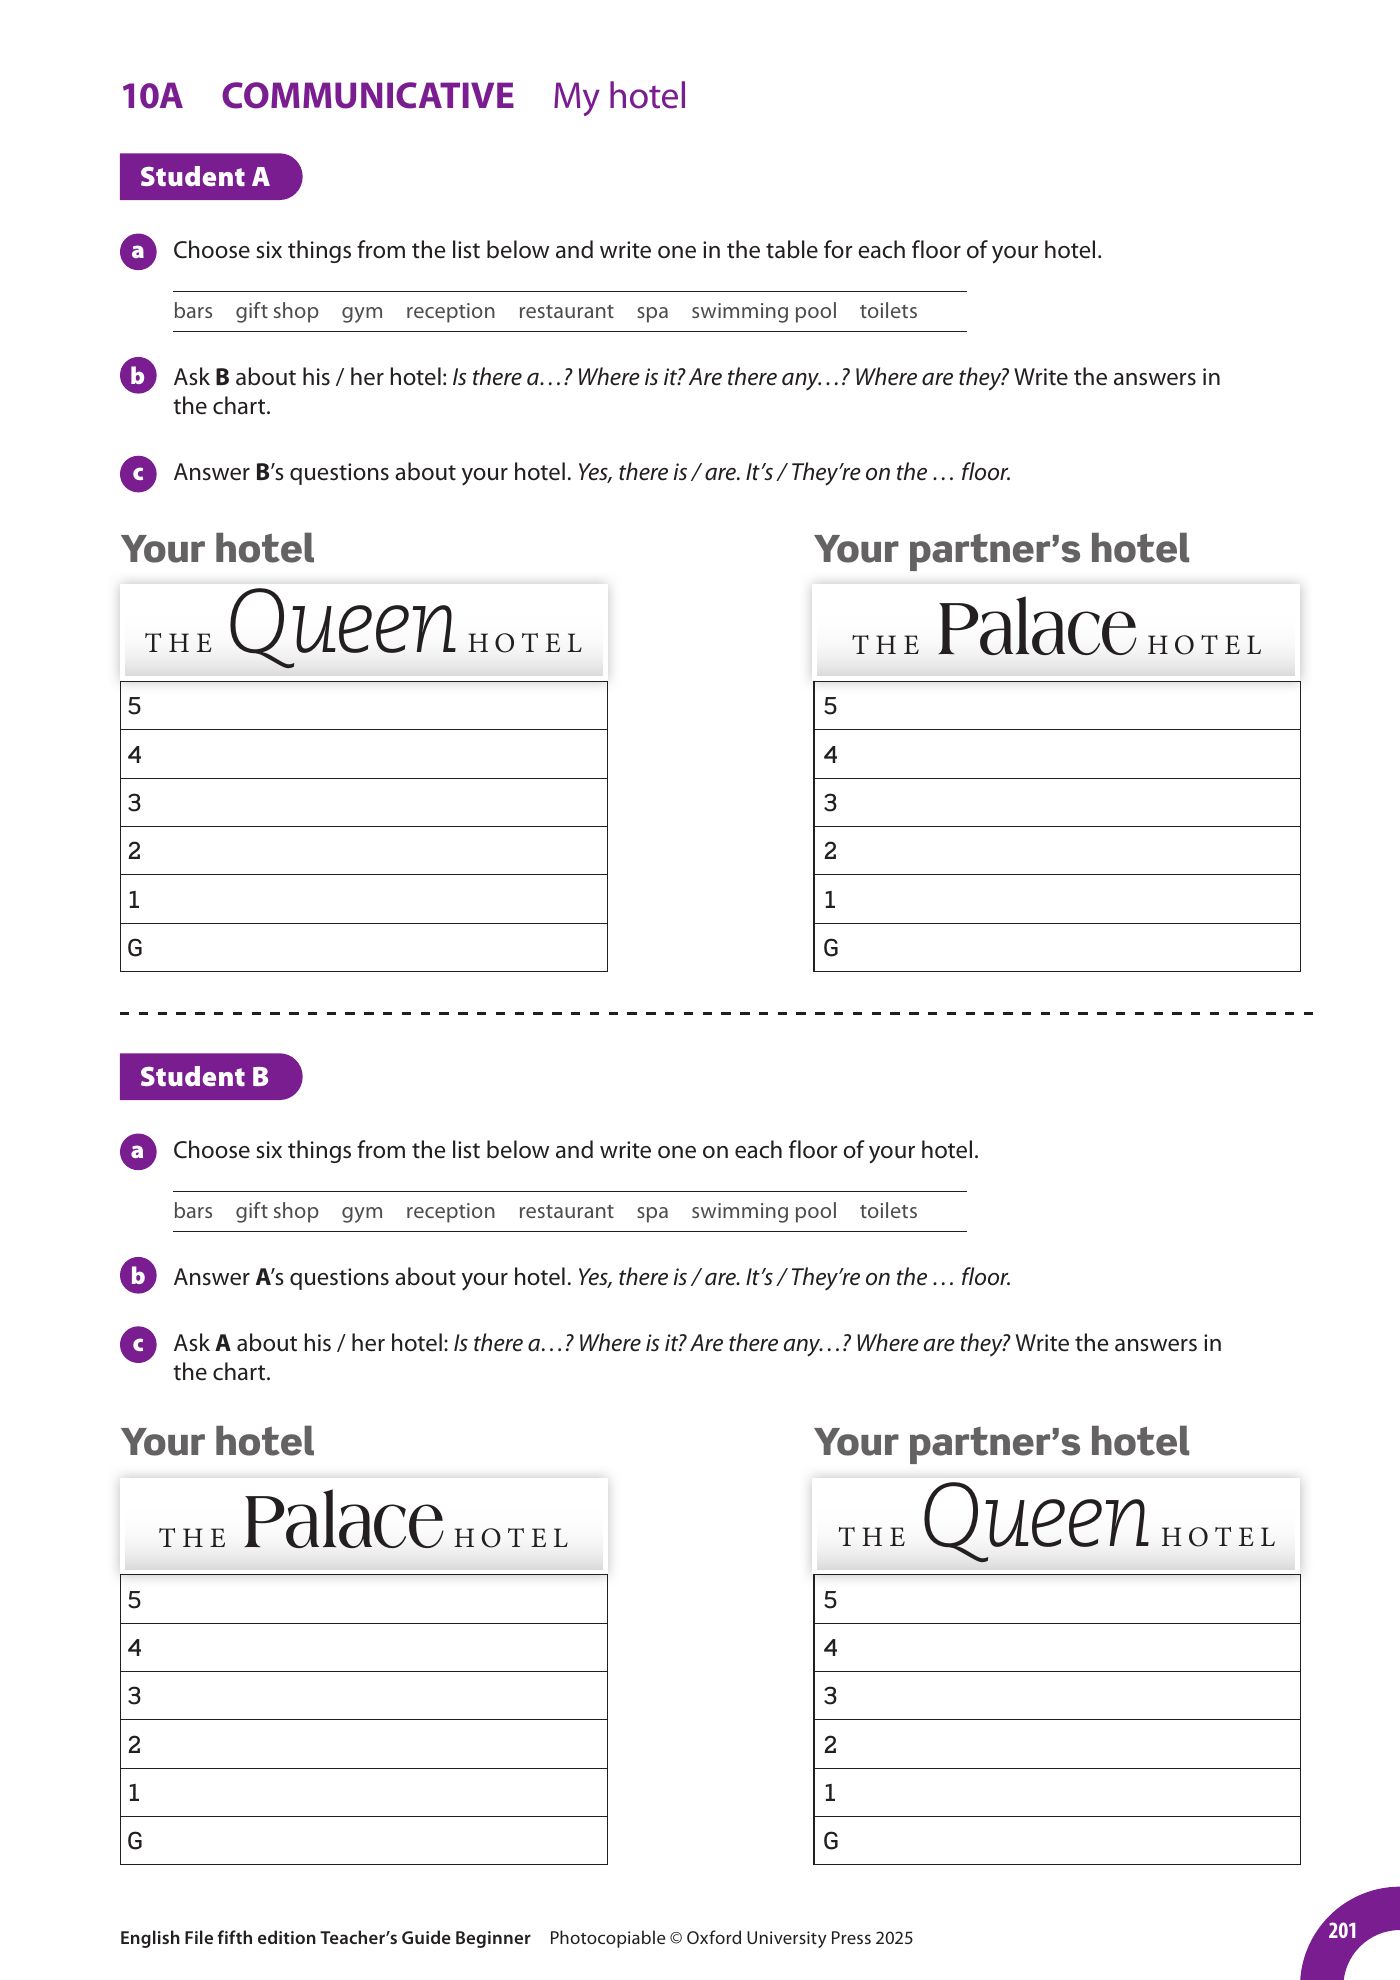 10A COMMUNICATIVE My hotel
Student A
a Choose six things from the list below and write one in the table for each floor of your hotel.
bars gift shop gym reception restaurant spa swimming pool toilets
b Ask B about his / her hotel: Is there a…? Where is it? Are there any…? Where are they? Write the answers in
the chart.
c Answer B’s questions about your hotel. Yes, there is / are. It’s / They’re on the … floor.
Your hotel
THE Queen HOTEL
5
4
3
2
1
G
Your partner’s hotel
THE Palace HOTEL
5
4
3
2
1
G
Student B
a Choose six things from the list below and write one on each floor of your hotel.
bars gift shop gym reception restaurant spa swimming pool toilets
b Answer A’s questions about your hotel. Yes, there is / are. It’s / They’re on the … floor.
c Ask A about his / her hotel: Is there a…? Where is it? Are there any…? Where are they? Write the answers in
the chart.
Your hotel
THE Palace HOTEL
5
4
3
2
1
G
Your partner’s hotel
THE Queen HOTEL
5
4
3
2
1
G
English File fifth edition Teacher’s Guide Beginner Photocopiable © Oxford University Press 2025
201